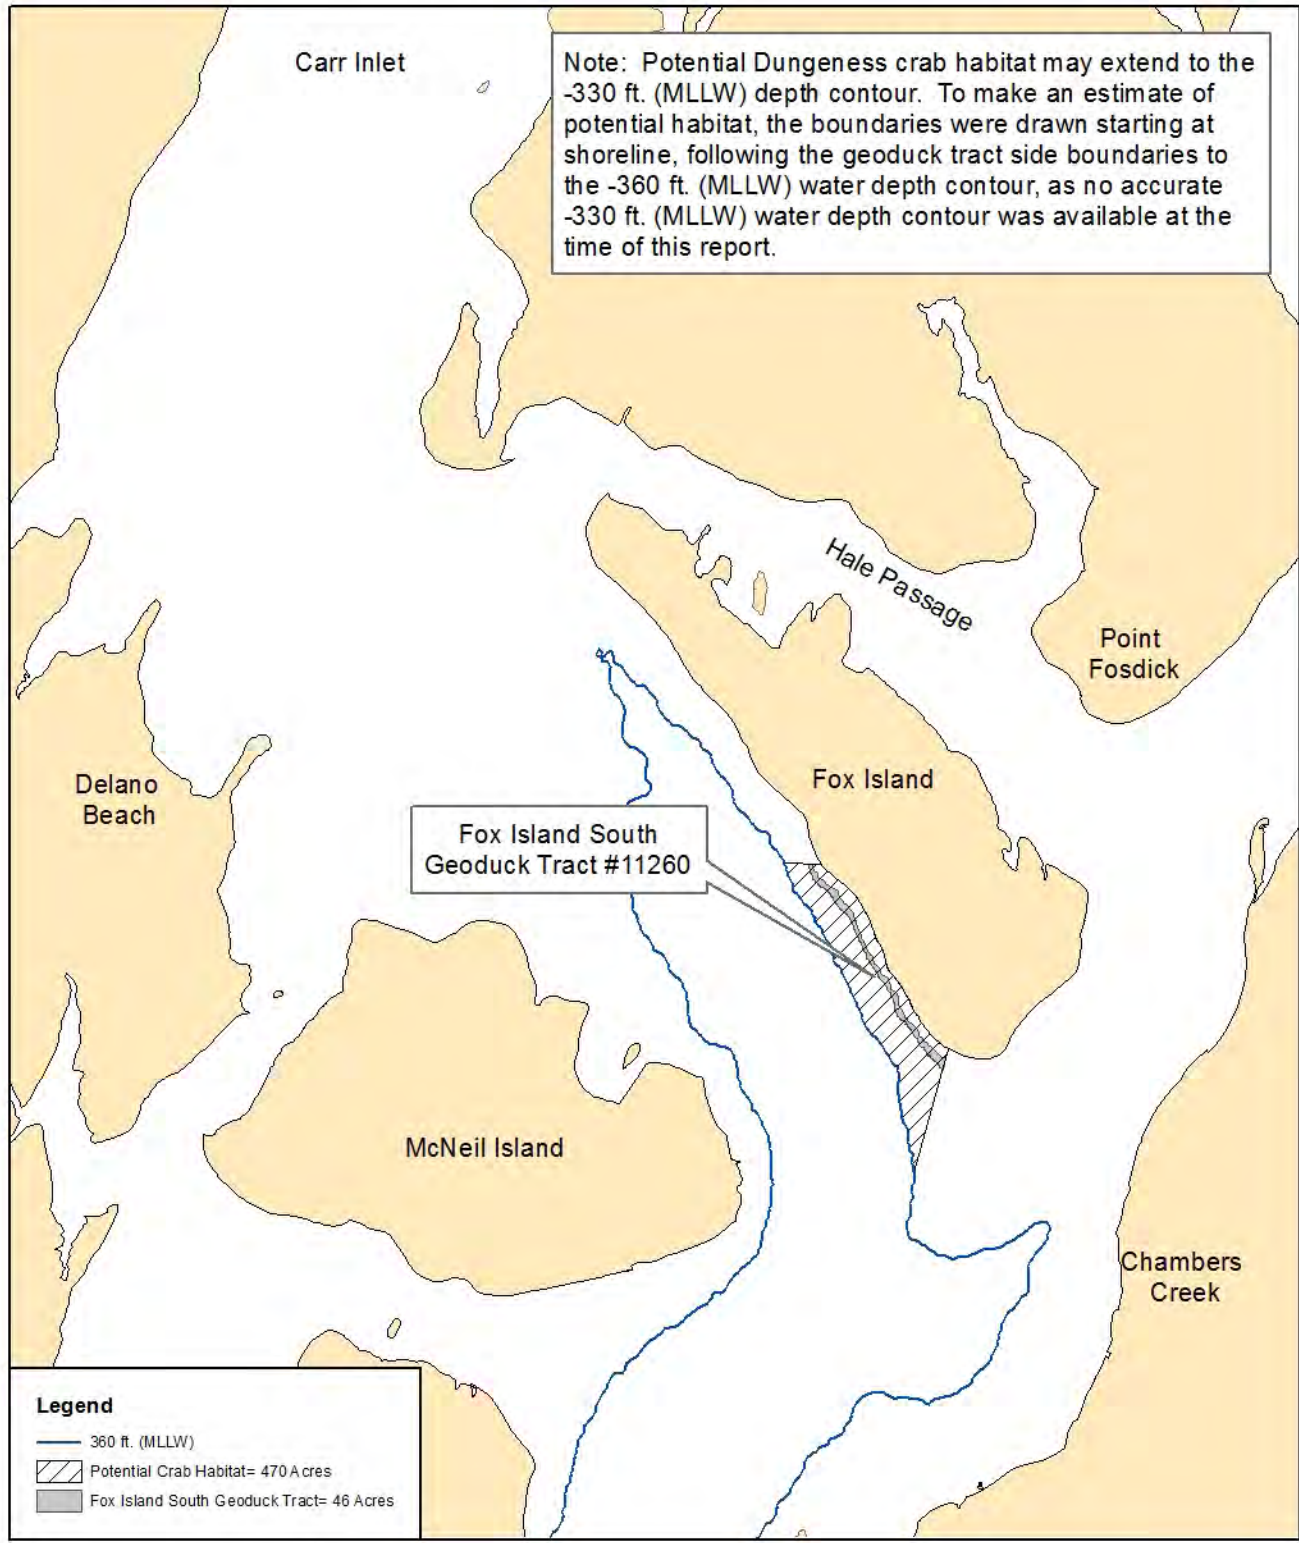 Carr Inlet
Note: Potential Dungeness crab habitat may extend to the
-330 ft. (MLLW) depth contour. To make an estimate of
potential habitat, the boundaries were drawn starting at
shoreline, following the geoduck tract side boundaries to
the -360 ft. (MLLW) water depth contour, as no accurate
-330 ft. (MLLW) water depth contour was available at the
time of this report.
Hale Passage
Point
Fosdick
Fox Island
Delano
Beach
Fox Island South
Geoduck Tract #11260
McNeil Island
Chambers
Creek
Legend
360 ft. (MLLW)
Potential Crab Habitat= 470 Acres
Fox Island South Geoduck Tract= 46 Acres